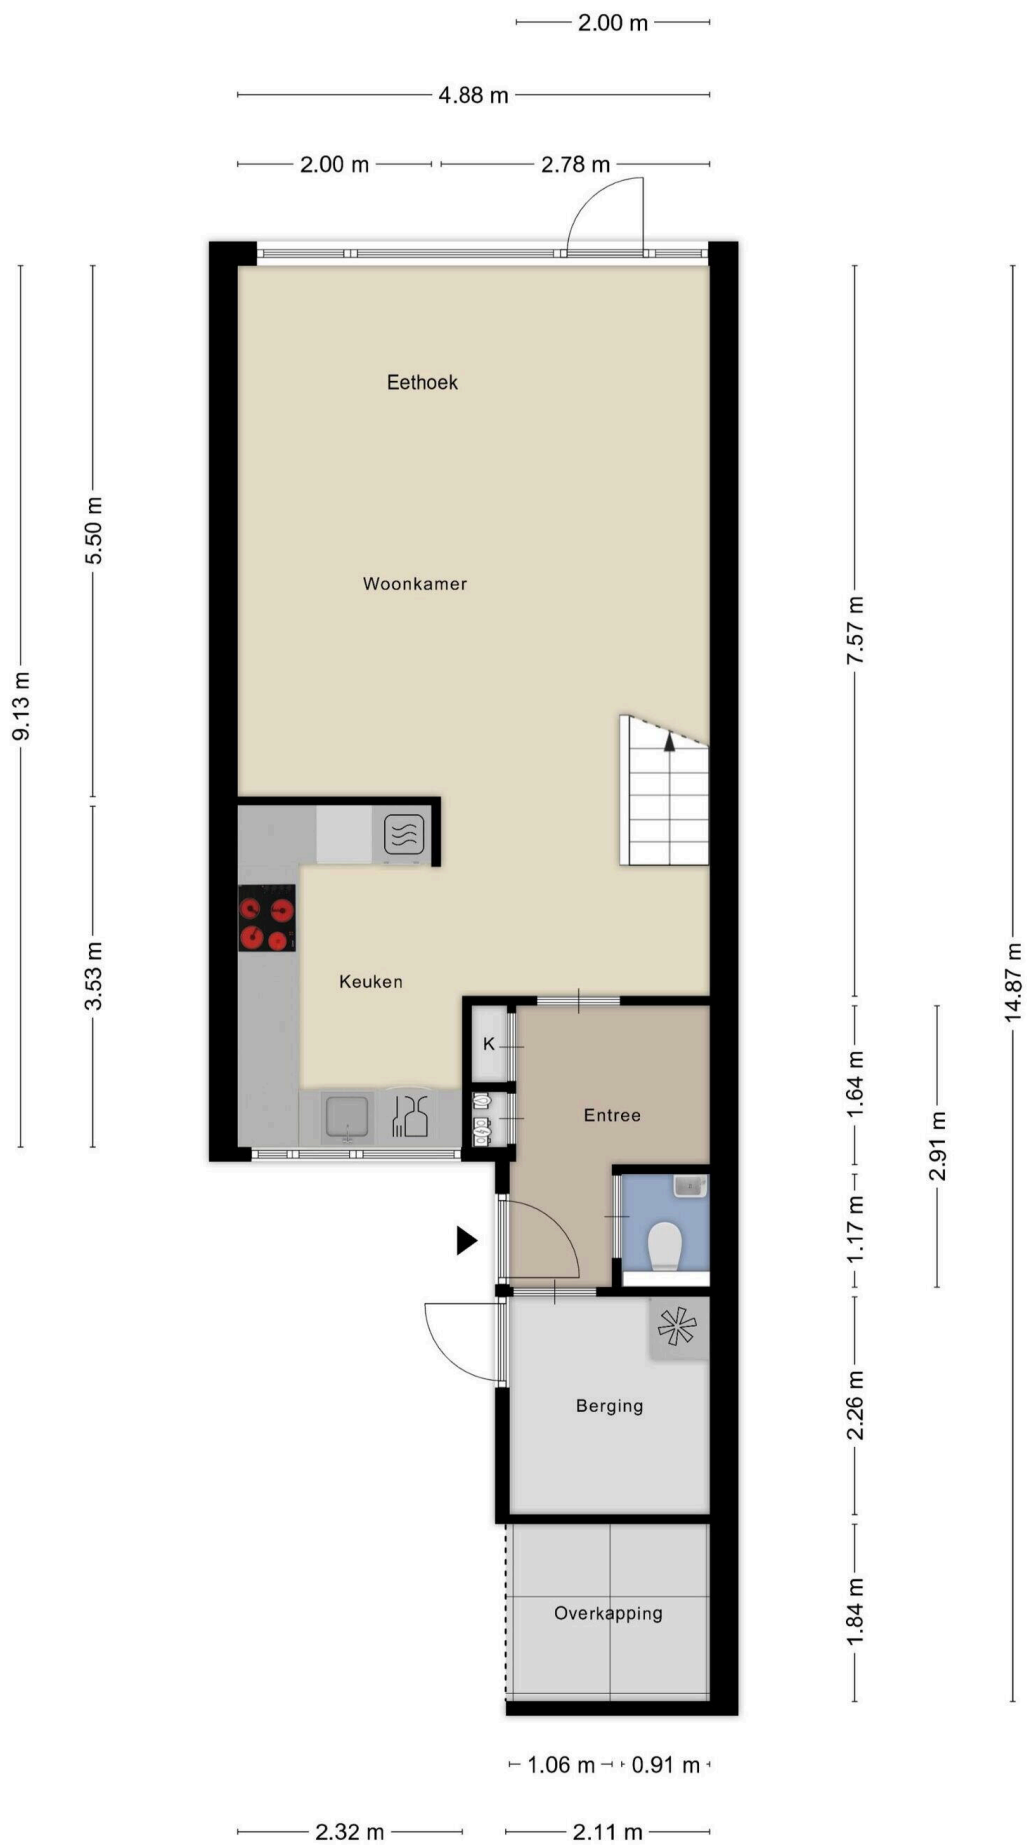 2.00 m
4.88 m
2.00 m
2.78 m
Eethoek
5.50 m
Woonkamer
7.57 m
9.13 m
3.53 m
Keuken
14.87 m
K
1.64 m
Entree
2.91 m
1.17 m
Berging
2.26 m
Overkapping
1.84 m
1.06 m
0.91 m
2.32 m
2.11 m